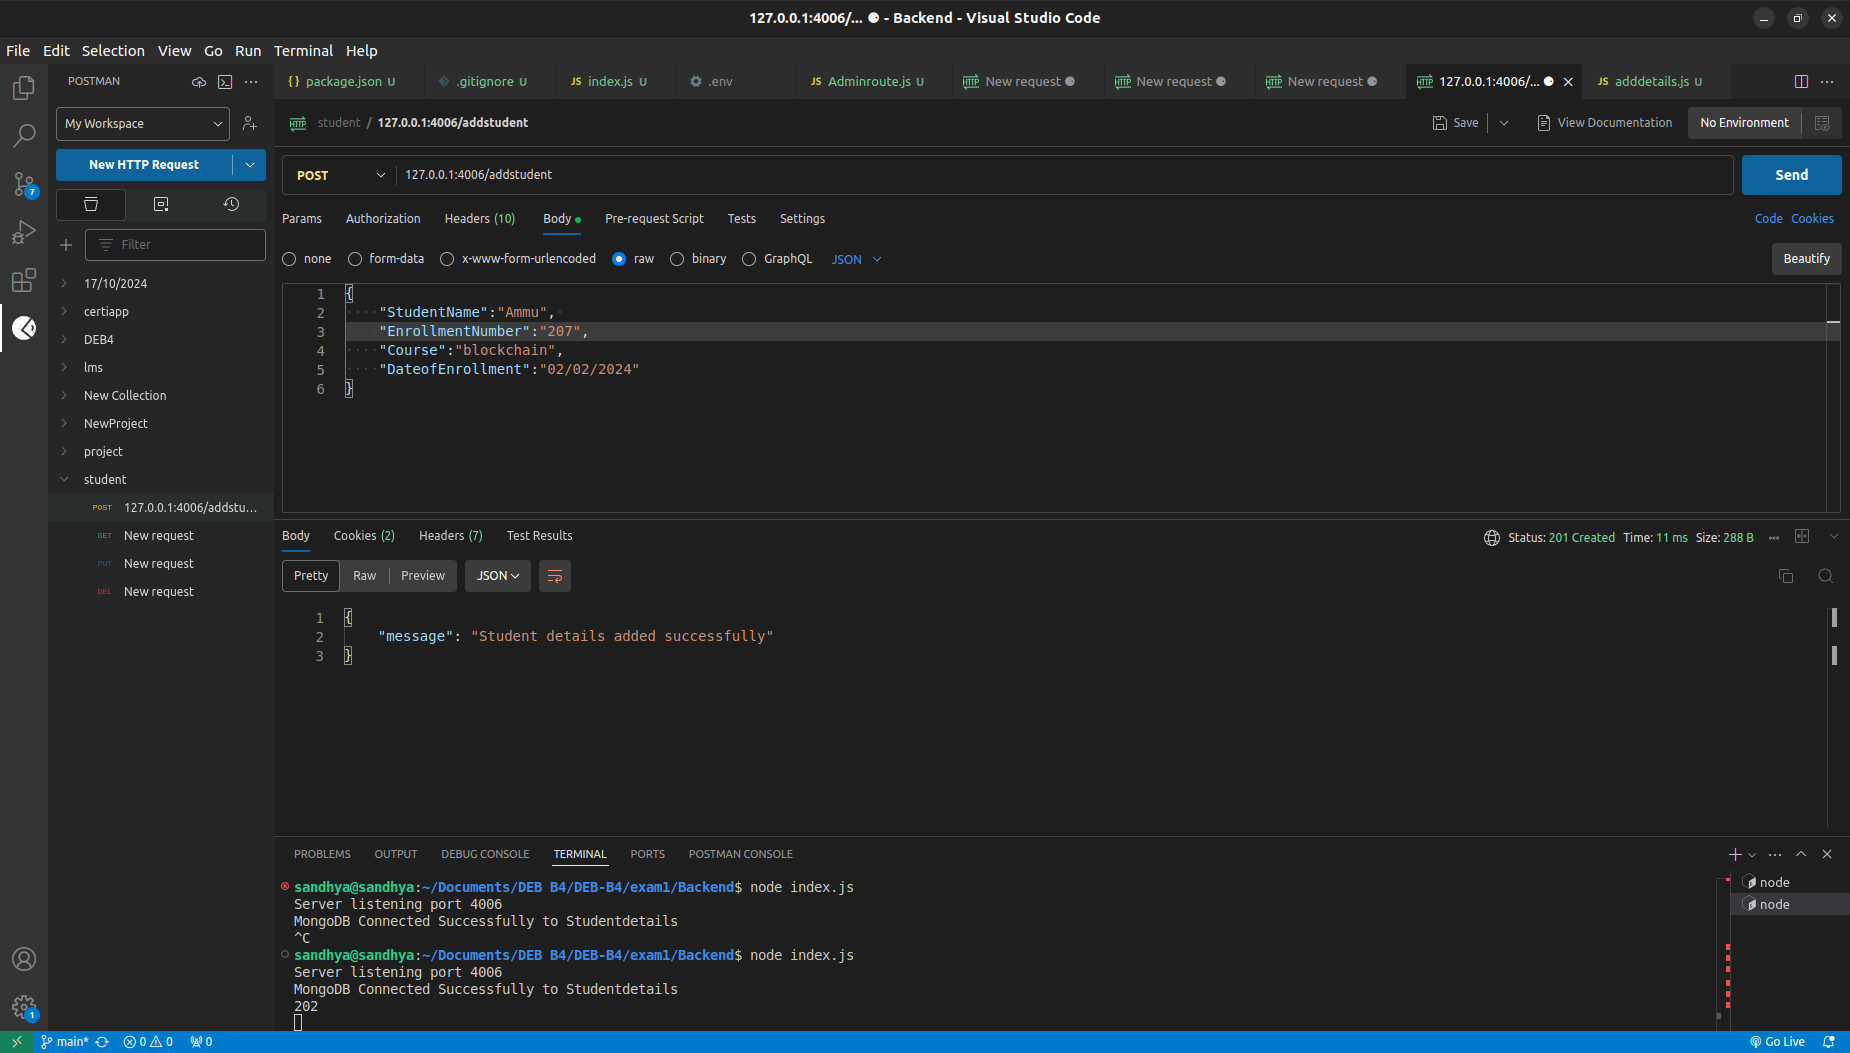 127.0.0.1:4006/... ● - Backend - Visual Studio Code
File Edit Selection View Go Run Terminal Help
POSTMAN
{} package.json U
.gitignore U
JS index.js U
.env
JS Adminroute.js U
HTTP New request
HTTP New request
HTTP New request
HTTP 127.0.0.1:4006/...
JS adddetails.js U
My Workspace
HTTP student / 127.0.0.1:4006/addstudent
Save
View Documentation
No Environment
New HTTP Request
POST 127.0.0.1:4006/addstudent
Send
7
Params Authorization Headers (10) Body Pre-request Script Tests Settings
Code Cookies
Filter
none form-data x-www-form-urlencoded raw binary GraphQL JSON
Beautify
17/10/2024
certiapp
DEB4
lms
New Collection
NewProject
project
student
POST 127.0.0.1:4006/addstu...
GET New request
PUT New request
DEL New request
1 {
2 "StudentName":"Ammu",
3 "EnrollmentNumber":"207",
4 "Course":"blockchain",
5 "DateofEnrollment":"02/02/2024"
6 }
Body Cookies (2) Headers (7) Test Results
Status: 201 Created Time: 11 ms Size: 288 B
Pretty Raw Preview JSON
1 {
2 "message": "Student details added successfully"
3 }
PROBLEMS OUTPUT DEBUG CONSOLE TERMINAL PORTS POSTMAN CONSOLE
sandhya@sandhya:~/Documents/DEB B4/DEB-B4/exam1/Backend$ node index.js
Server listening port 4006
MongoDB Connected Successfully to Studentdetails
^C
sandhya@sandhya:~/Documents/DEB B4/DEB-B4/exam1/Backend$ node index.js
Server listening port 4006
MongoDB Connected Successfully to Studentdetails
202
node
node
1
main* 0 0 0
Go Live